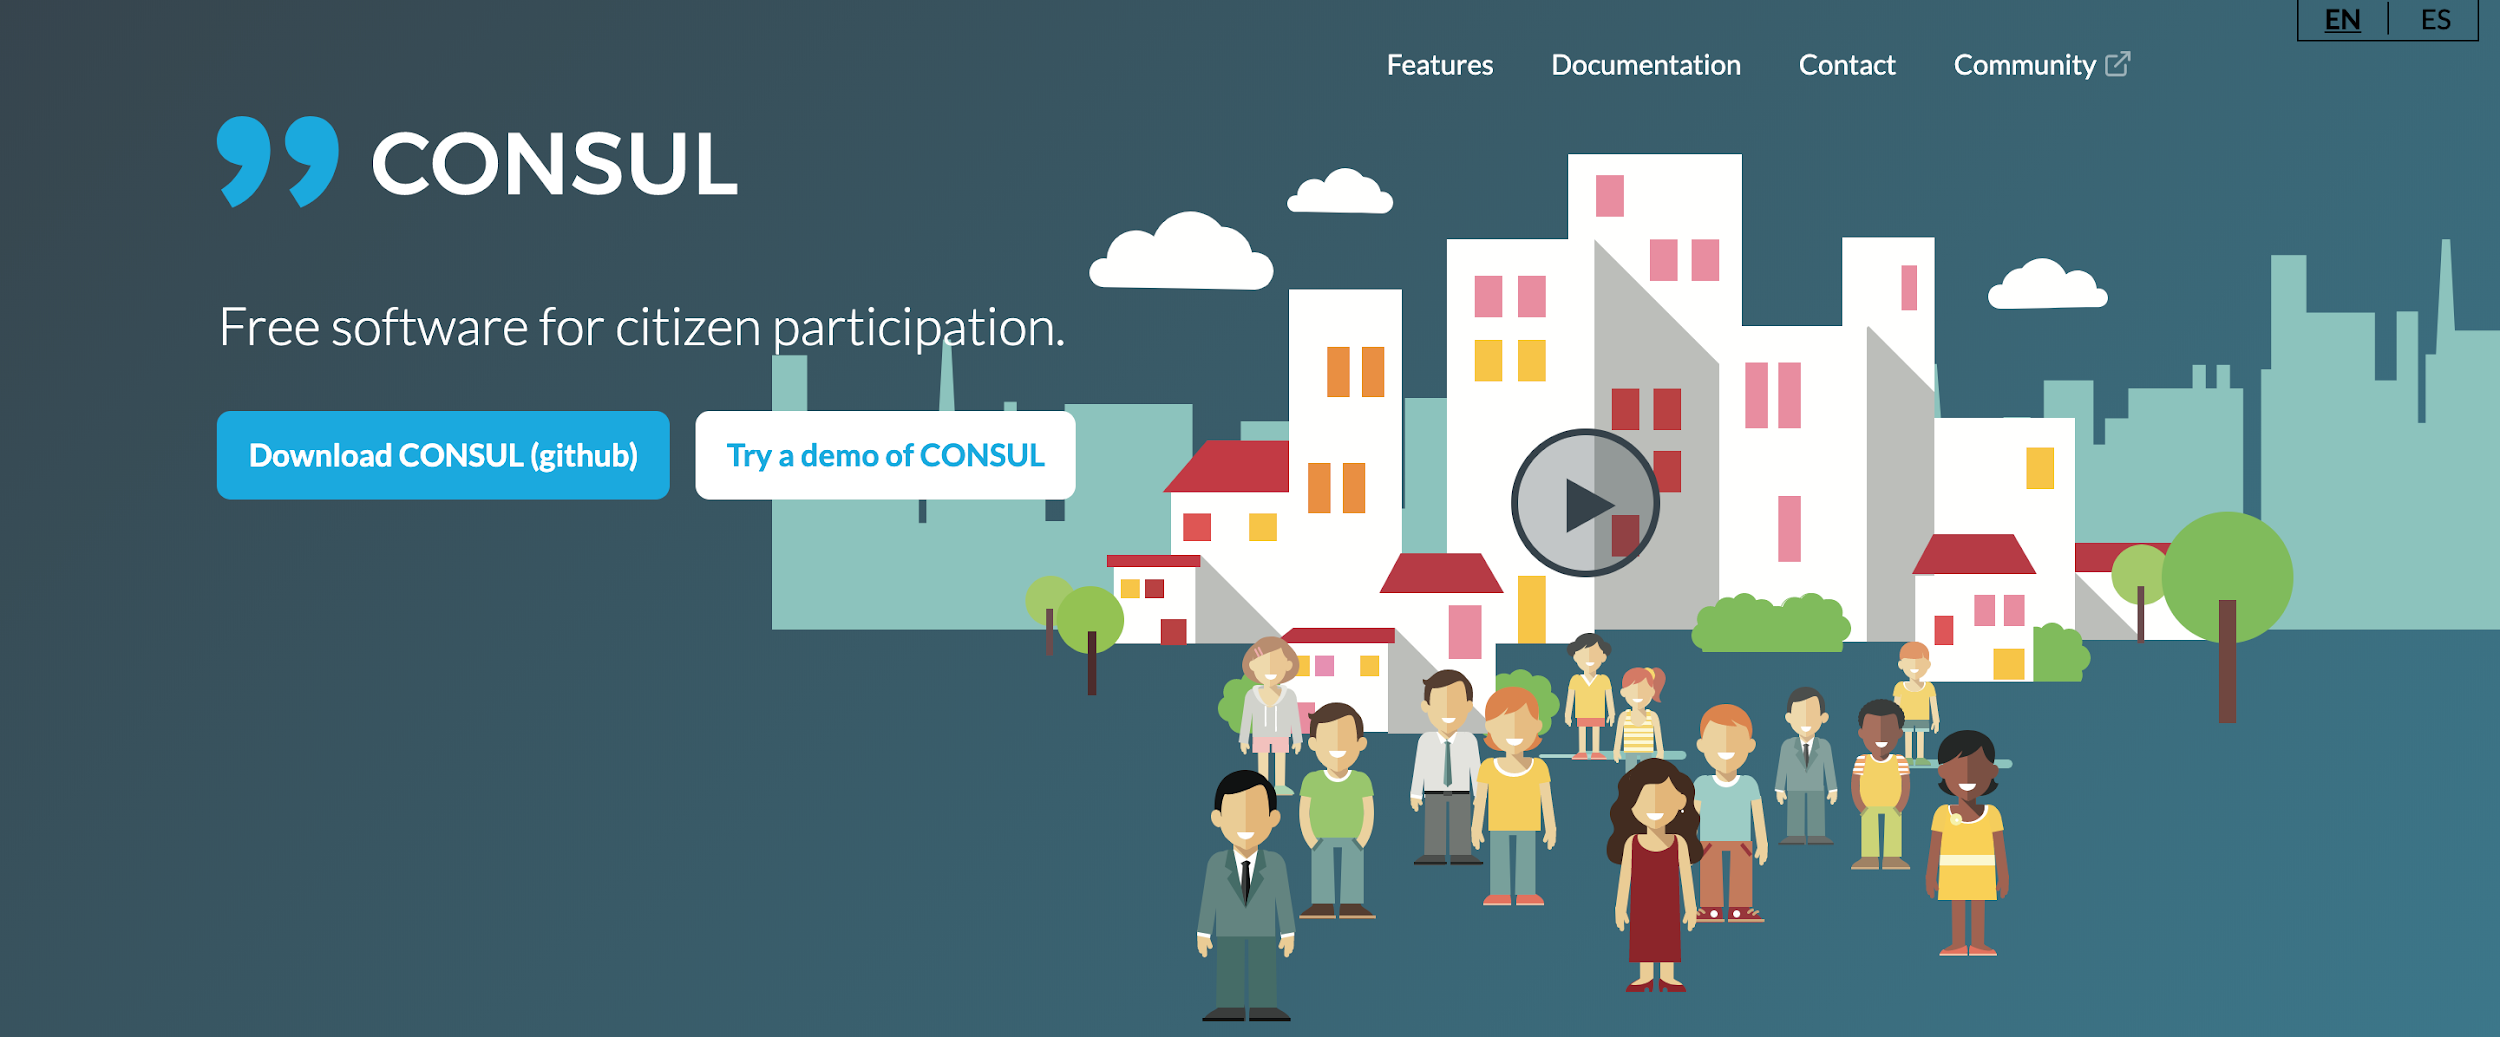 EN | ES
Features Documentation Contact Community
CONSUL
Free software for citizen participation.
Download CONSUL (github) Try a demo of CONSUL